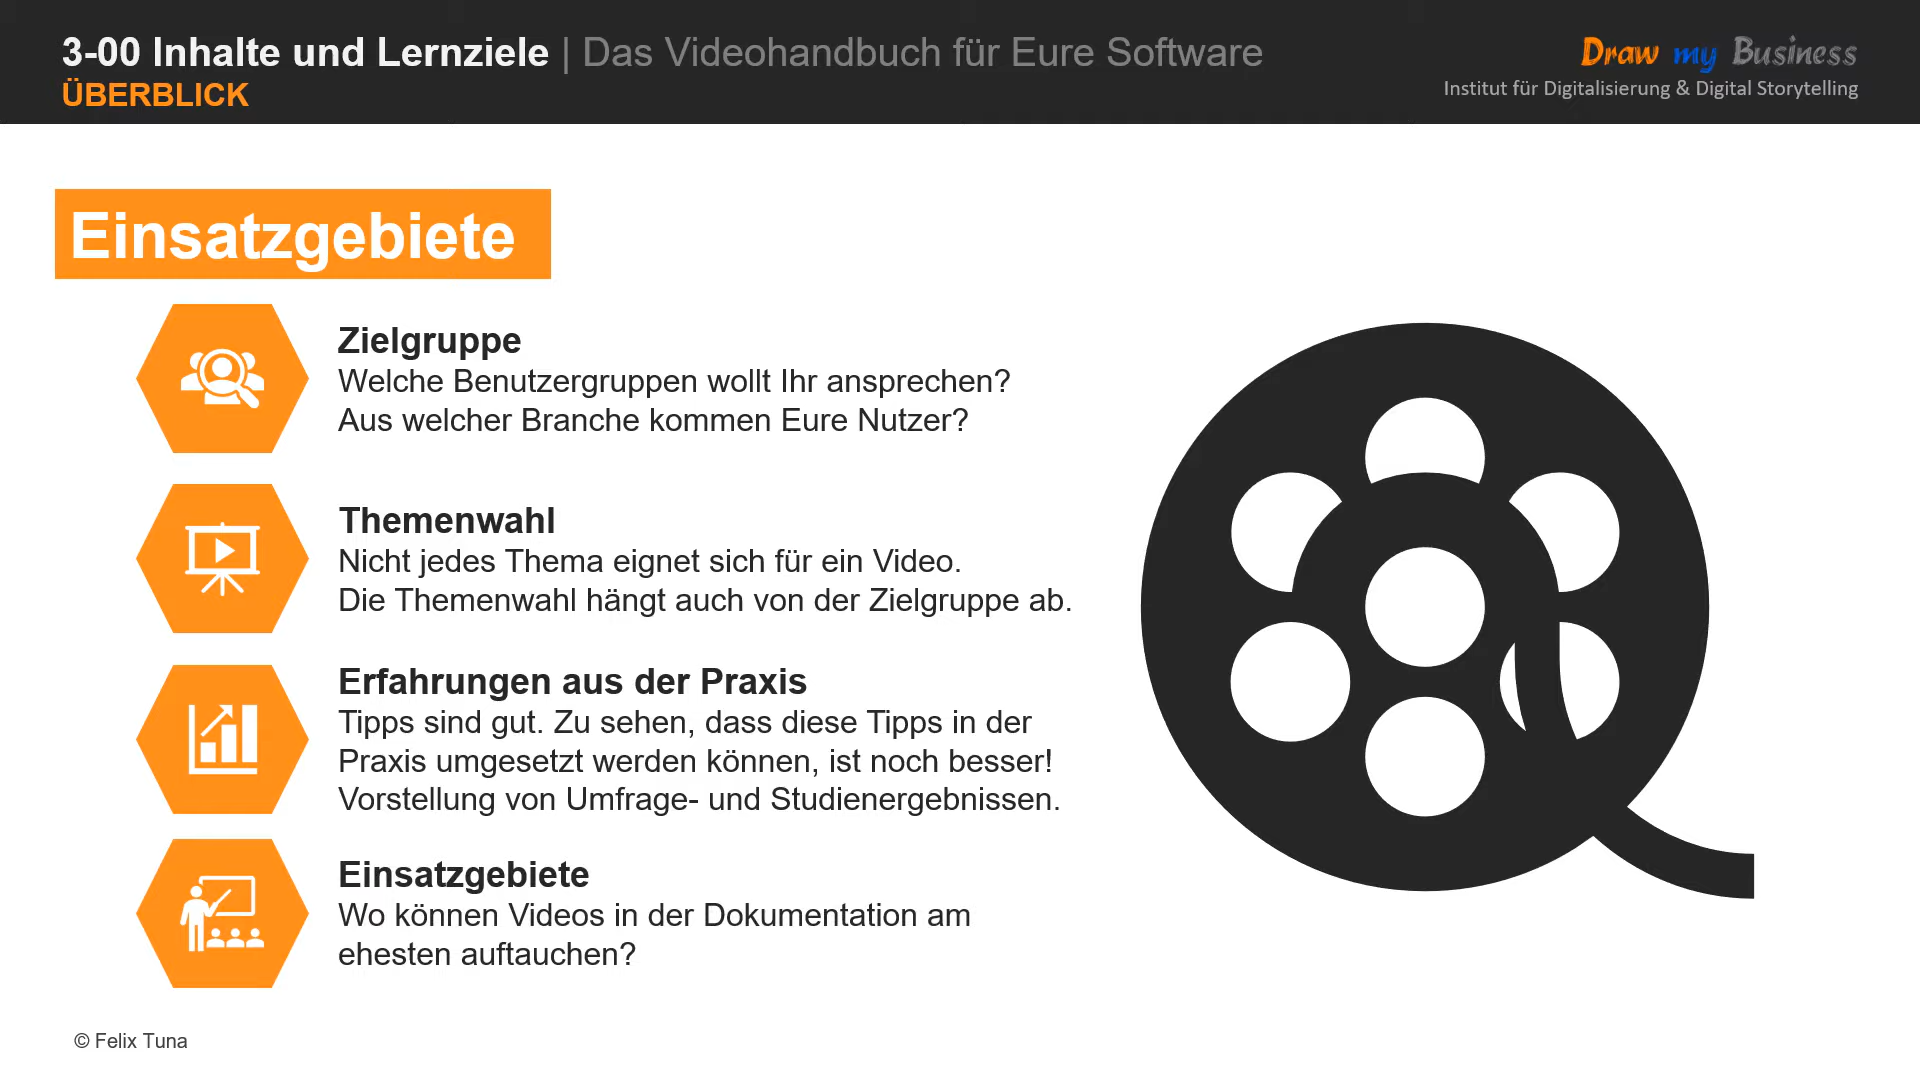 3-00 Inhalte und Lernziele | Das Videohandbuch für Eure Software
ÜBERBLICK
Draw my Business
Institut für Digitalisierung & Digital Storytelling
Einsatzgebiete
Zielgruppe
Welche Benutzergruppen wollt Ihr ansprechen?
Aus welcher Branche kommen Eure Nutzer?
Themenwahl
Nicht jedes Thema eignet sich für ein Video.
Die Themenwahl hängt auch von der Zielgruppe ab.
Erfahrungen aus der Praxis
Tipps sind gut. Zu sehen, dass diese Tipps in der
Praxis umgesetzt werden können, ist noch besser!
Vorstellung von Umfrage- und Studienergebnissen.
Einsatzgebiete
Wo können Videos in der Dokumentation am
ehesten auftauchen?
© Felix Tuna